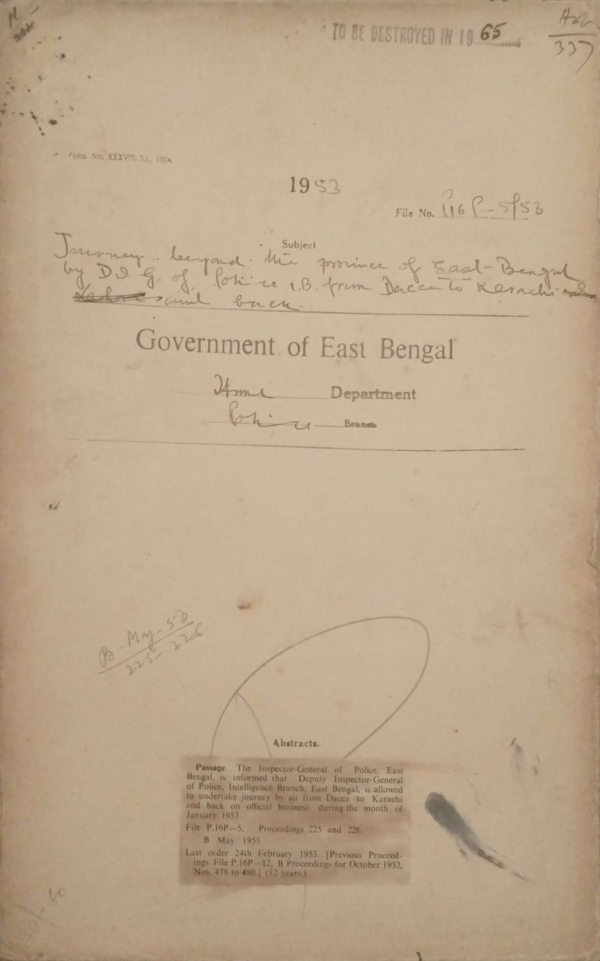 TO BE DESTROYED IN 1965
337
Form No. XXXVIII
1953
File No. P16P-5/53
Subject
Journey beyond the province of East-Bengal
by D.I.G. of Police I.B. from Dacca to Karachi
and back.
Government of East Bengal
Home Department
Police Branch
B. May-53
225-226
Abstracts.
Passage The Inspector-General of Police, East
Bengal, is informed that Deputy Inspector-General
of Police, Intelligence Branch, East Bengal, is allowed
to undertake journey by air from Dacca to Karachi
and back on official business during the month of
January 1953.
File P.16P—5. Proceedings 225 and 226.
B May 1953.
Last order 24th February 1953. [Previous Proceed-
ings File P.16P—12, B Proceedings for October 1952,
Nos. 478 to 480.] (12 years.)